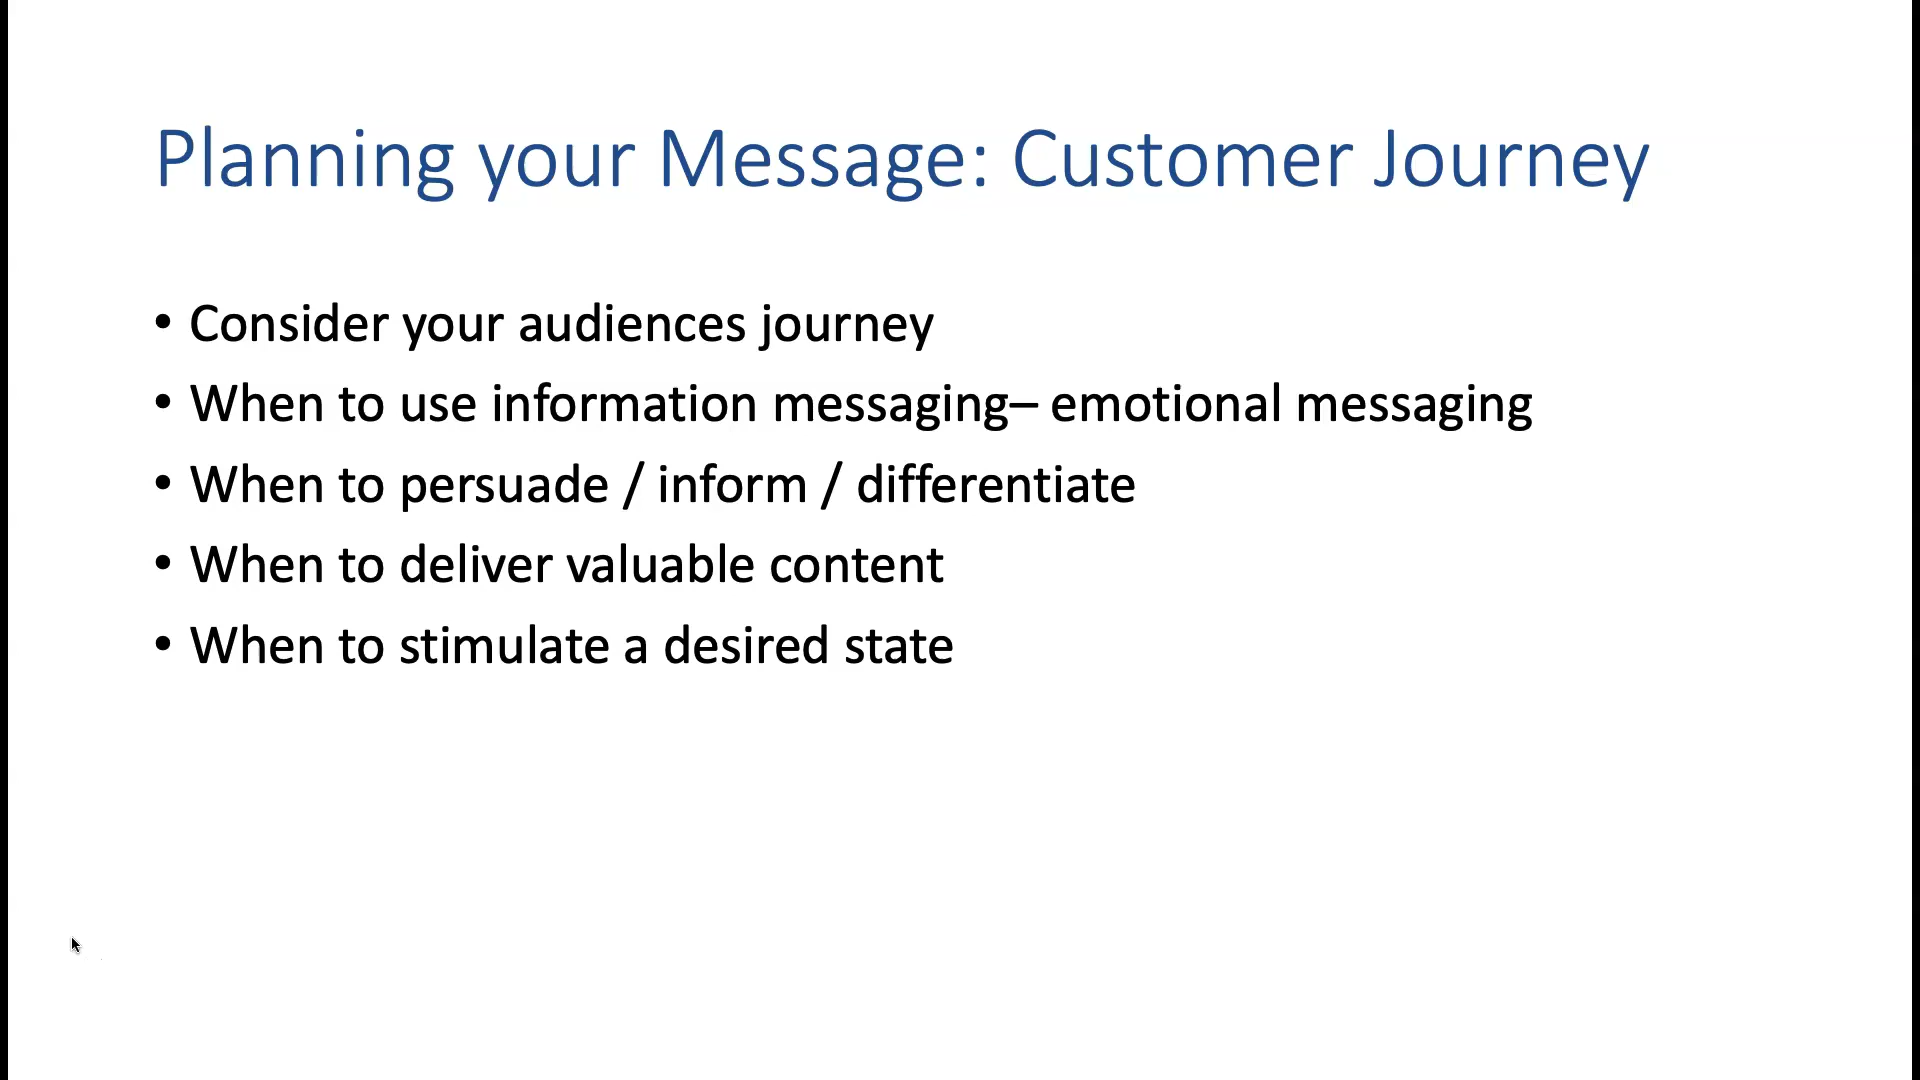 Planning your Message: Customer Journey
• Consider your audiences journey
• When to use information messaging– emotional messaging
• When to persuade / inform / differentiate
• When to deliver valuable content
• When to stimulate a desired state